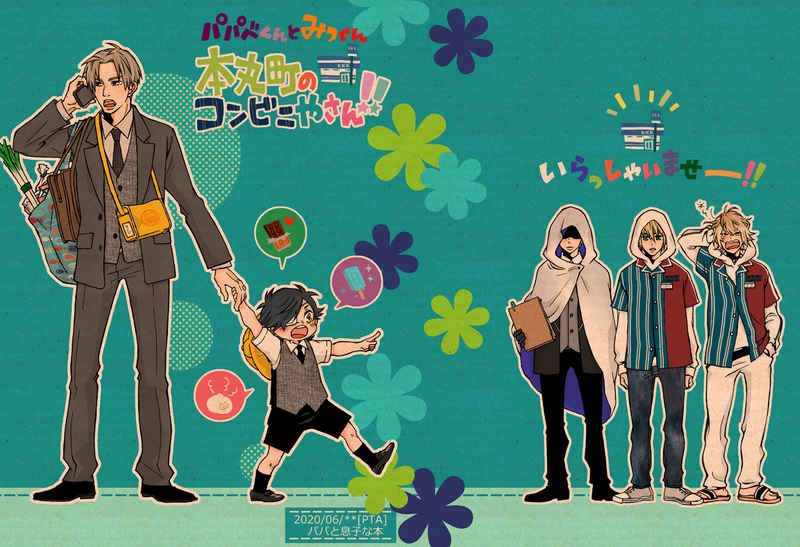 パパベくんとみつくん
本丸町の
コンビニやさん!!
いらっしゃいませー!!
2020/06/**[PTA]
パパと息子な本